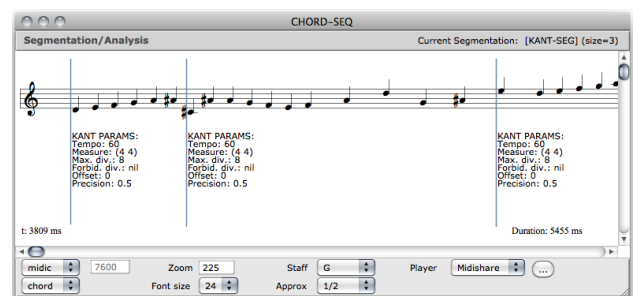 CHORD-SEQ
Segmentation/Analysis Current Segmentation: [KANT-SEG] (size=3)
KANT PARAMS: KANT PARAMS: KANT PARAMS:
Tempo: 60 Tempo: 60 Tempo: 60
Measure: (4 4) Measure: (4 4) Measure: (4 4)
Max. div.: 8 Max. div.: 8 Max. div.: 8
Forbid. div.: nil Forbid. div.: nil Forbid. div.: nil
Offset: 0 Offset: 0 Offset: 0
Precision: 0.5 Precision: 0.5 Precision: 0.5
t: 3809 ms Duration: 5455 ms
midic 7600 Zoom 225 Staff G Player Midishare ...
chord Font size 24 Approx 1/2